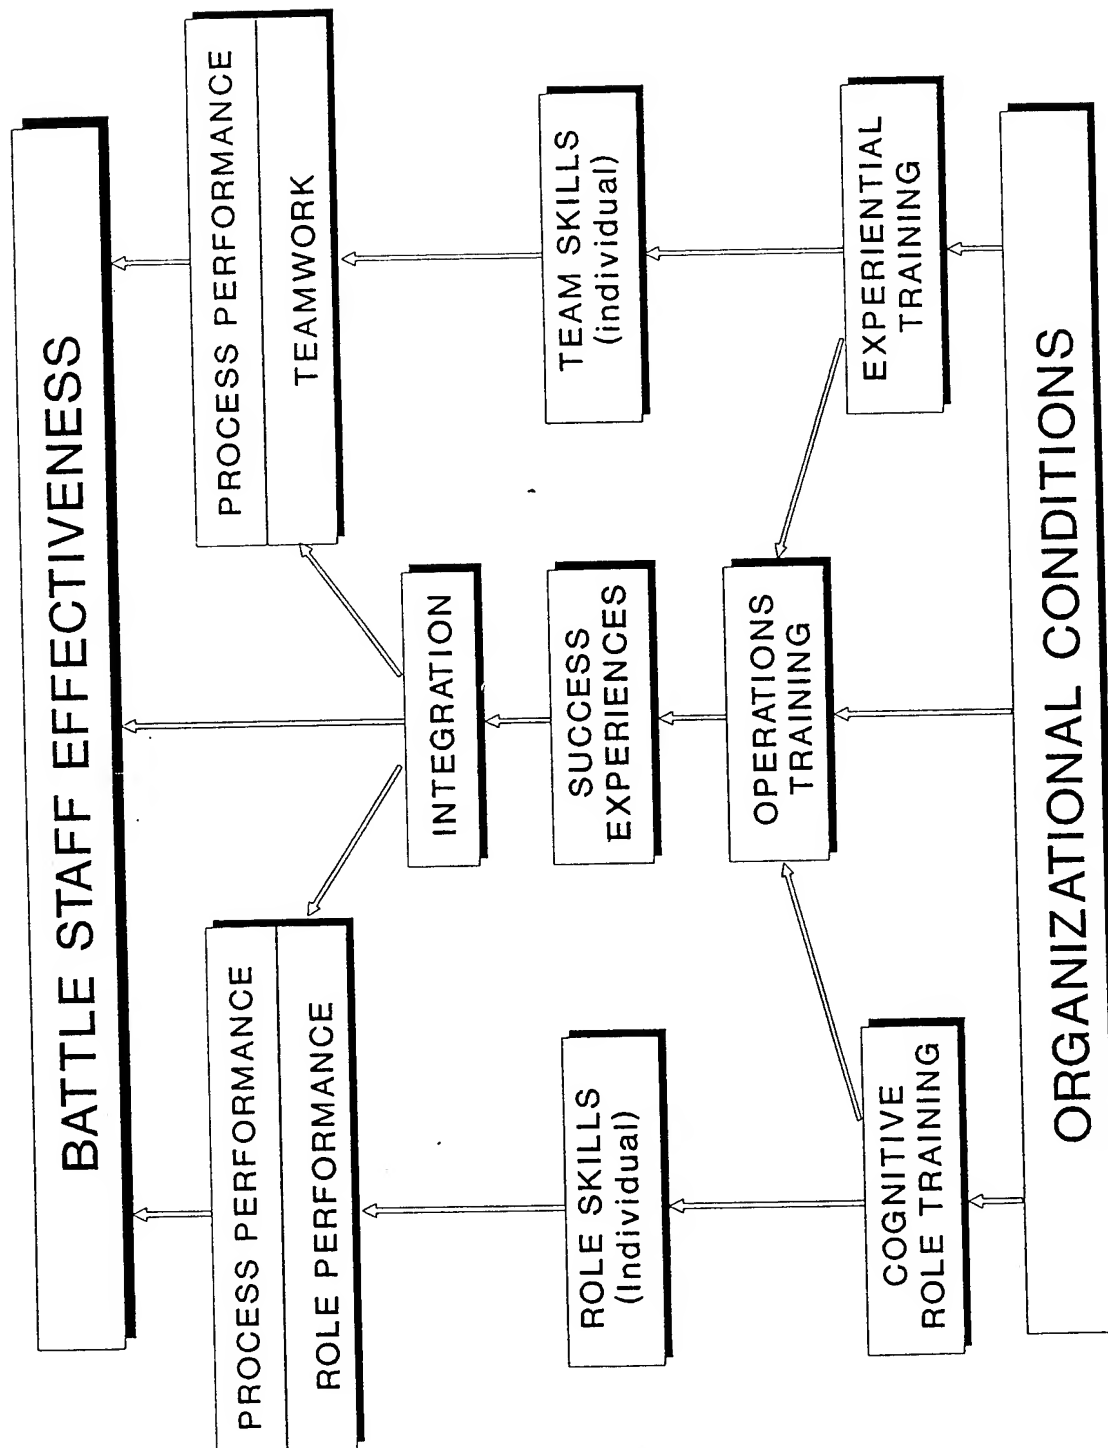 BATTLE STAFF EFFECTIVENESS
PROCESS PERFORMANCE
ROLE PERFORMANCE
PROCESS PERFORMANCE
TEAMWORK
INTEGRATION
ROLE SKILLS
(Individual)
SUCCESS
EXPERIENCES
TEAM SKILLS
(individual)
COGNITIVE
ROLE TRAINING
OPERATIONS
TRAINING
EXPERIENTIAL
TRAINING
ORGANIZATIONAL CONDITIONS